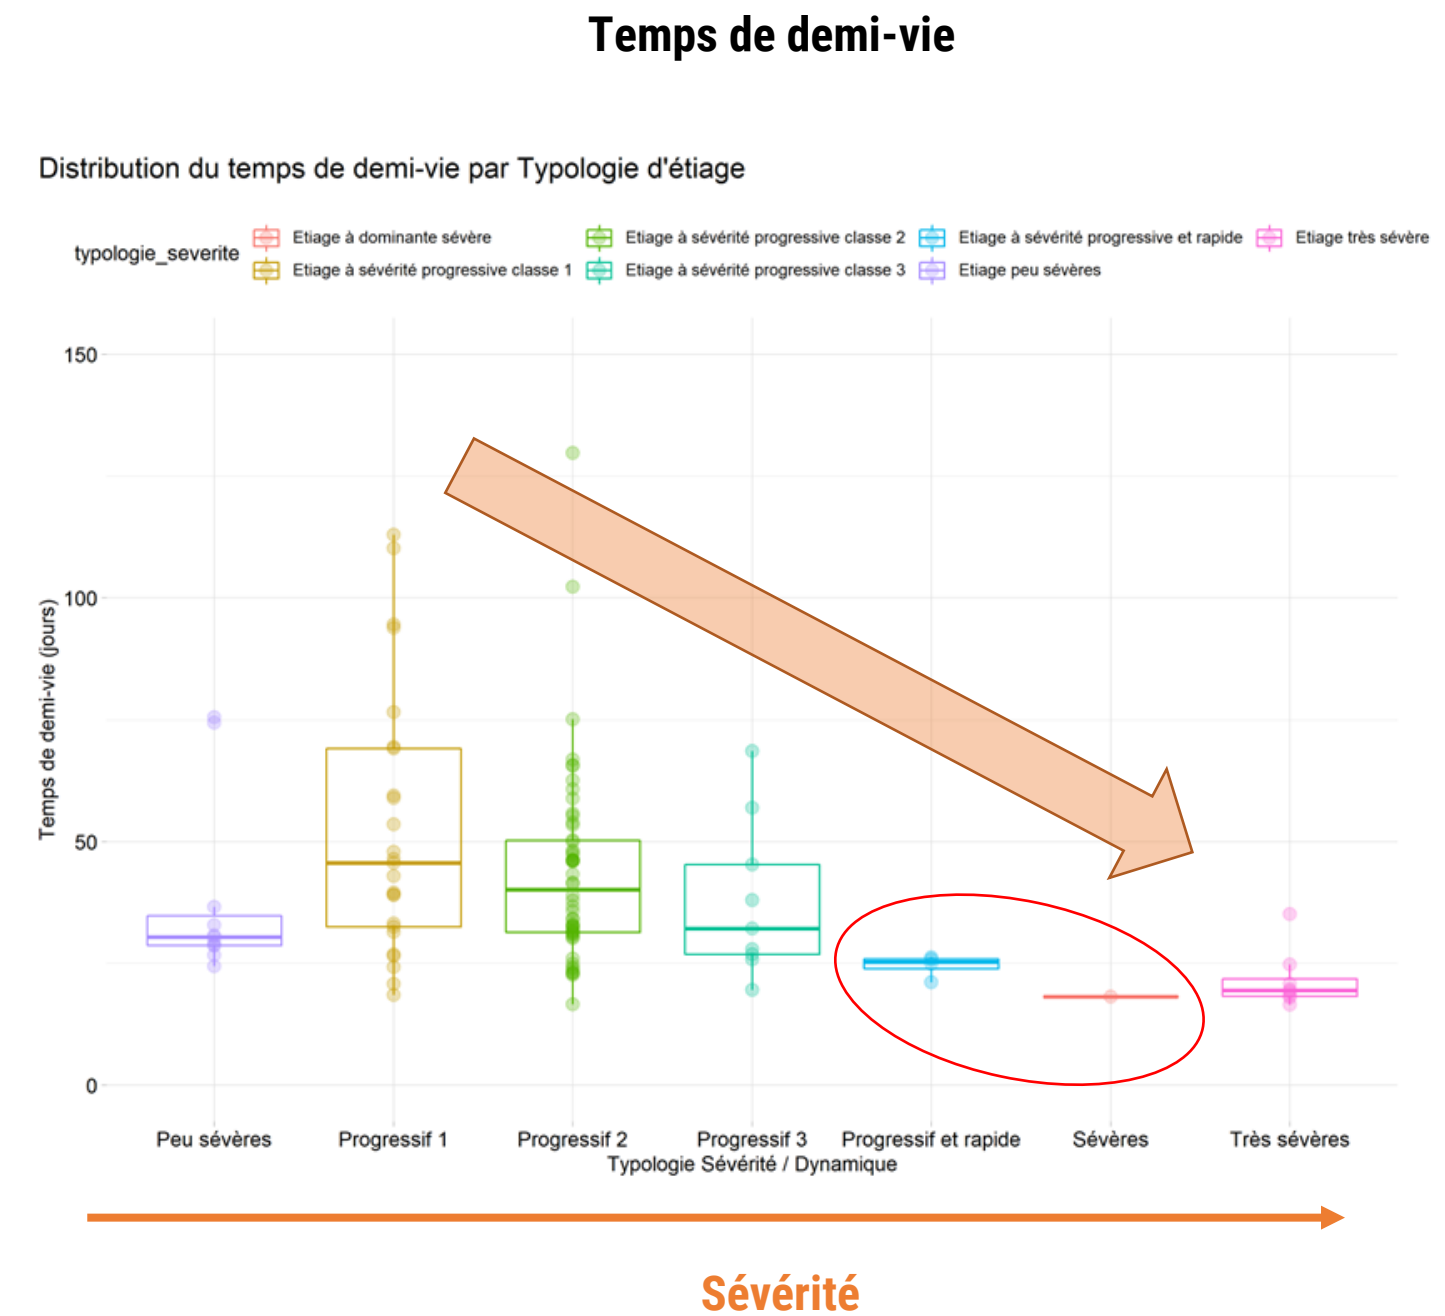 Temps de demi-vie
Distribution du temps de demi-vie par Typologie d'étiage
typologie_severite
Etiage à dominante sévère
Etiage à sévérité progressive classe 2
Etiage à sévérité progressive et rapide
Etiage très sévère
Etiage à sévérité progressive classe 1
Etiage à sévérité progressive classe 3
Etiage peu sévères
Temps de demi-vie (jours)
150
100
50
0
Peu sévères
Progressif 1
Progressif 2
Progressif 3
Progressif et rapide
Sévères
Très sévères
Typologie Sévérité / Dynamique
Sévérité